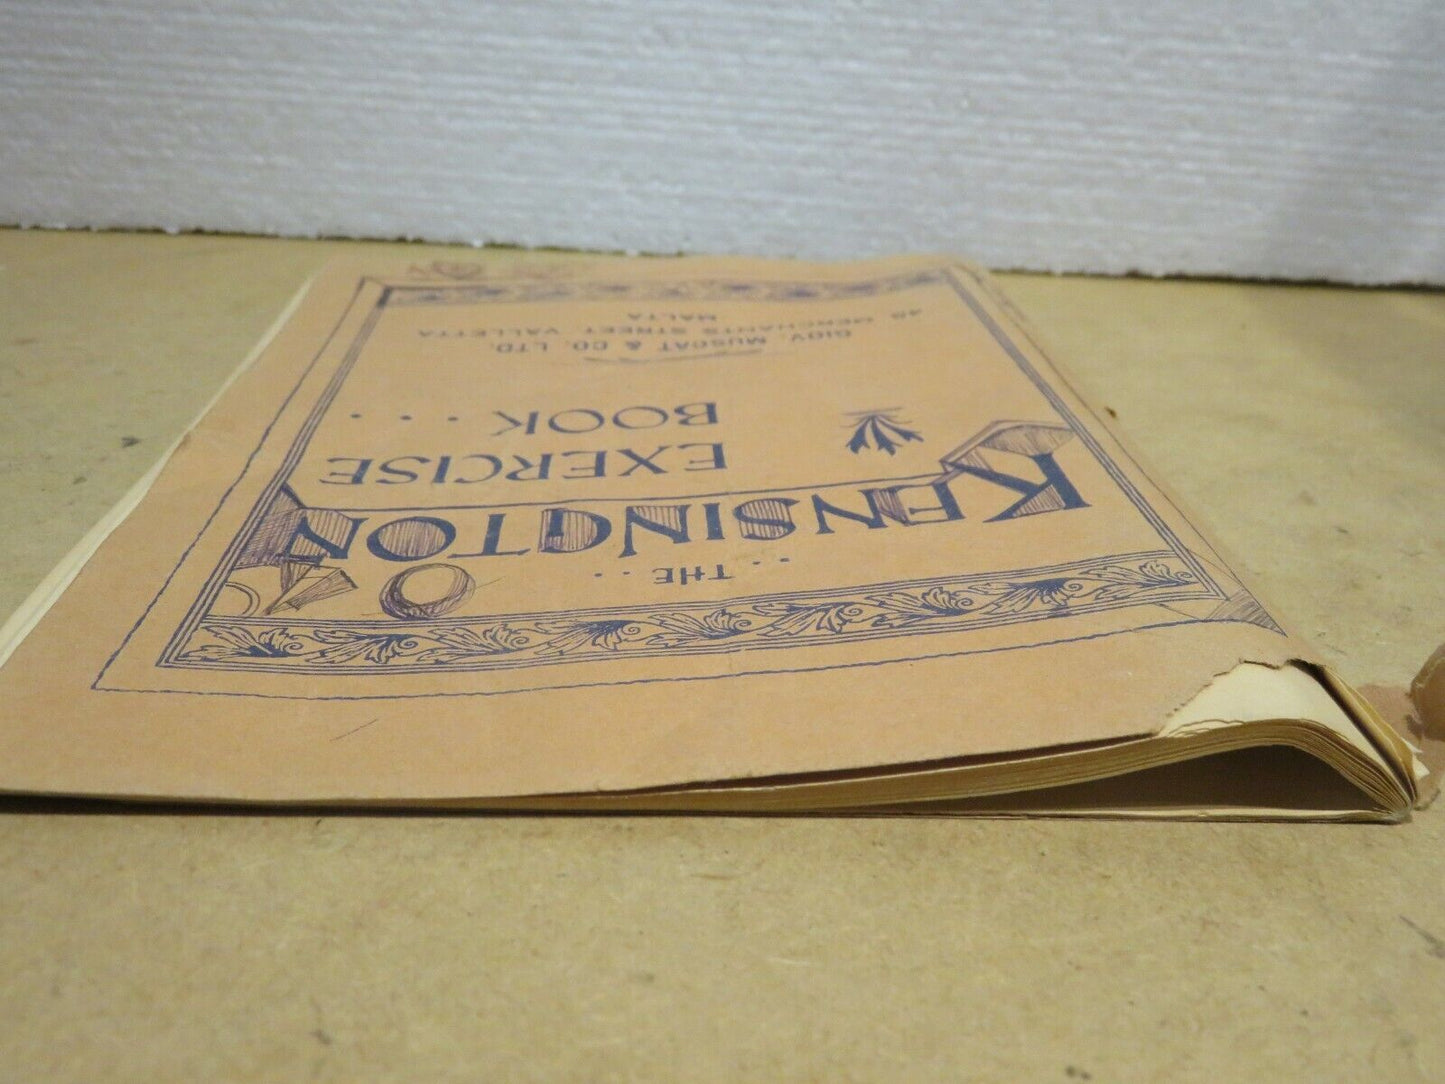 .. THE ..
KENSINGTON
EXERCISE
BOOK....
GIOV. MUSCAT & CO. LTD.
48 MERCHANTS STREET VALLETTA
MALTA